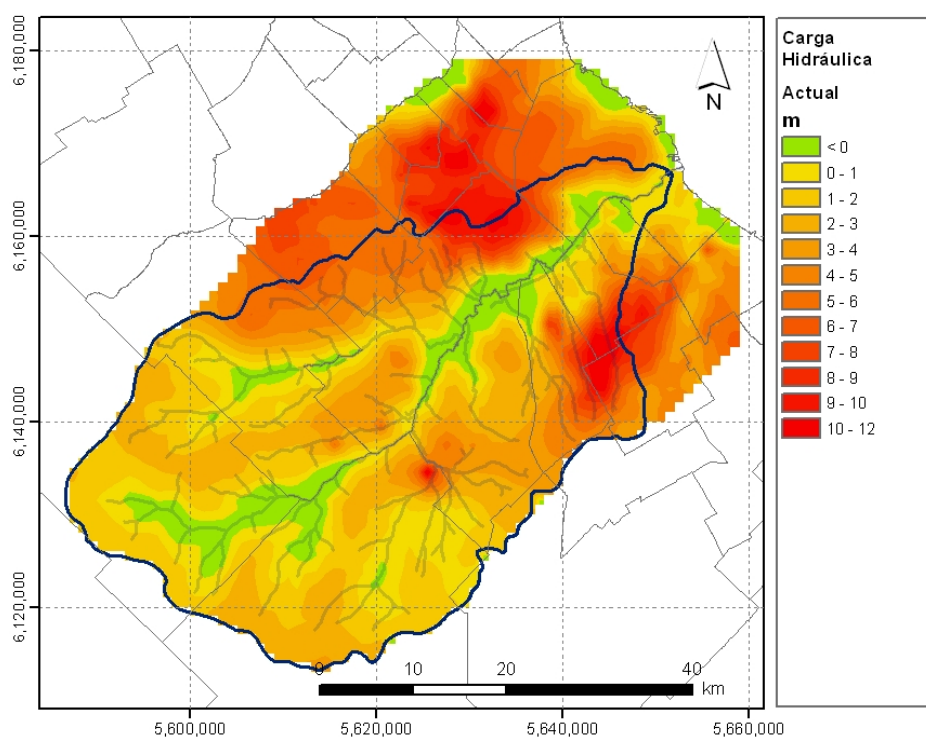 6,180,000
6,160,000
6,140,000
6,120,000
5,600,000
5,620,000
5,640,000
5,660,000
N
0
10
20
40
km
Carga
Hidráulica
Actual
m
< 0
0 - 1
1 - 2
2 - 3
3 - 4
4 - 5
5 - 6
6 - 7
7 - 8
8 - 9
9 - 10
10 - 12